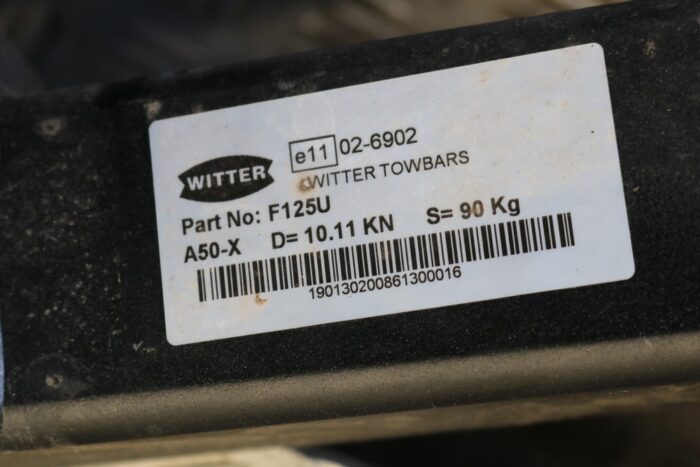 e11 02-6902
WITTER
WITTER TOWBARS
Part No: F125U
A50-X D= 10.11 KN S= 90 Kg
190130200861300016